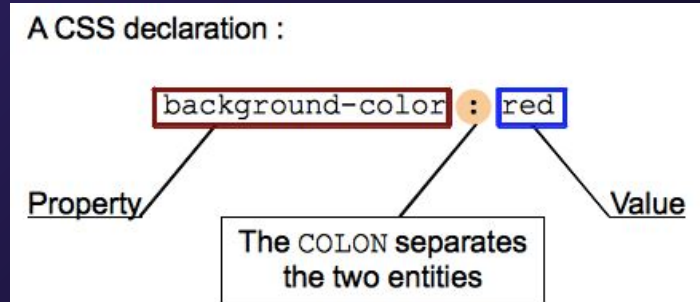 A CSS declaration :
background-color : red
Property
Value
The COLON separates
the two entities